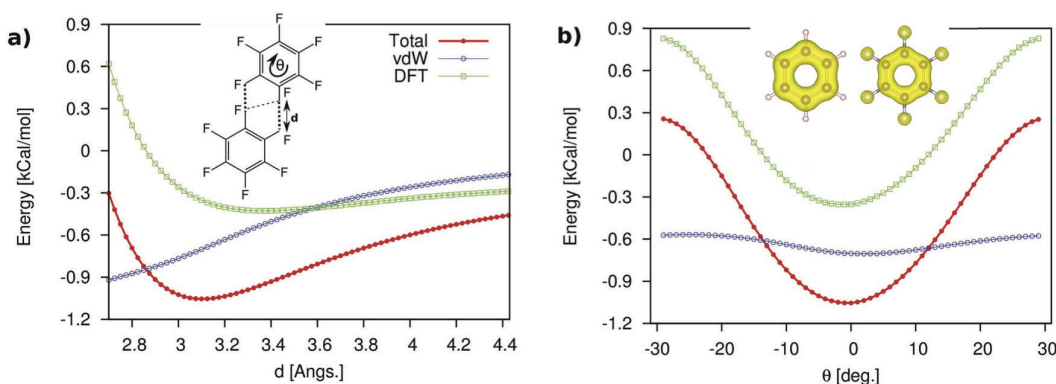 a)
Energy [kCal/mol]
0.9
0.6
0.3
0
-0.3
-0.6
-0.9
-1.2
2.8 3 3.2 3.4 3.6 3.8 4 4.2 4.4
d [Angs.]
Total
vdW
DFT
F
F
F
F
F
θ
F
F
d
F
F
F
F
F
b)
Energy [kCal/mol]
0.9
0.6
0.3
0
-0.3
-0.6
-0.9
-1.2
-30 -20 -10 0 10 20 30
θ [deg.]